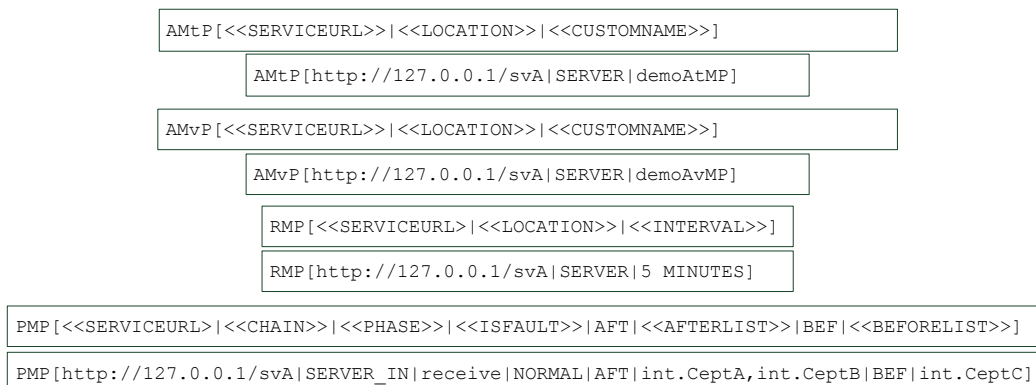 AMtP[<<SERVICEURL>>|<<LOCATION>>|<<CUSTOMNAME>>]
AMtP[http://127.0.0.1/svA|SERVER|demoAtMP]
AMvP[<<SERVICEURL>>|<<LOCATION>>|<<CUSTOMNAME>>]
AMvP[http://127.0.0.1/svA|SERVER|demoAvMP]
RMP[<<SERVICEURL>|<<LOCATION>>|<<INTERVAL>>]
RMP[http://127.0.0.1/svA|SERVER|5 MINUTES]
PMP[<<SERVICEURL>|<<CHAIN>>|<<PHASE>>|<<ISFAULT>>|AFT|<<AFTERLIST>>|BEF|<<BEFORELIST>>]
PMP[http://127.0.0.1/svA|SERVER_IN|receive|NORMAL|AFT|int.CeptA,int.CeptB|BEF|int.CeptC]